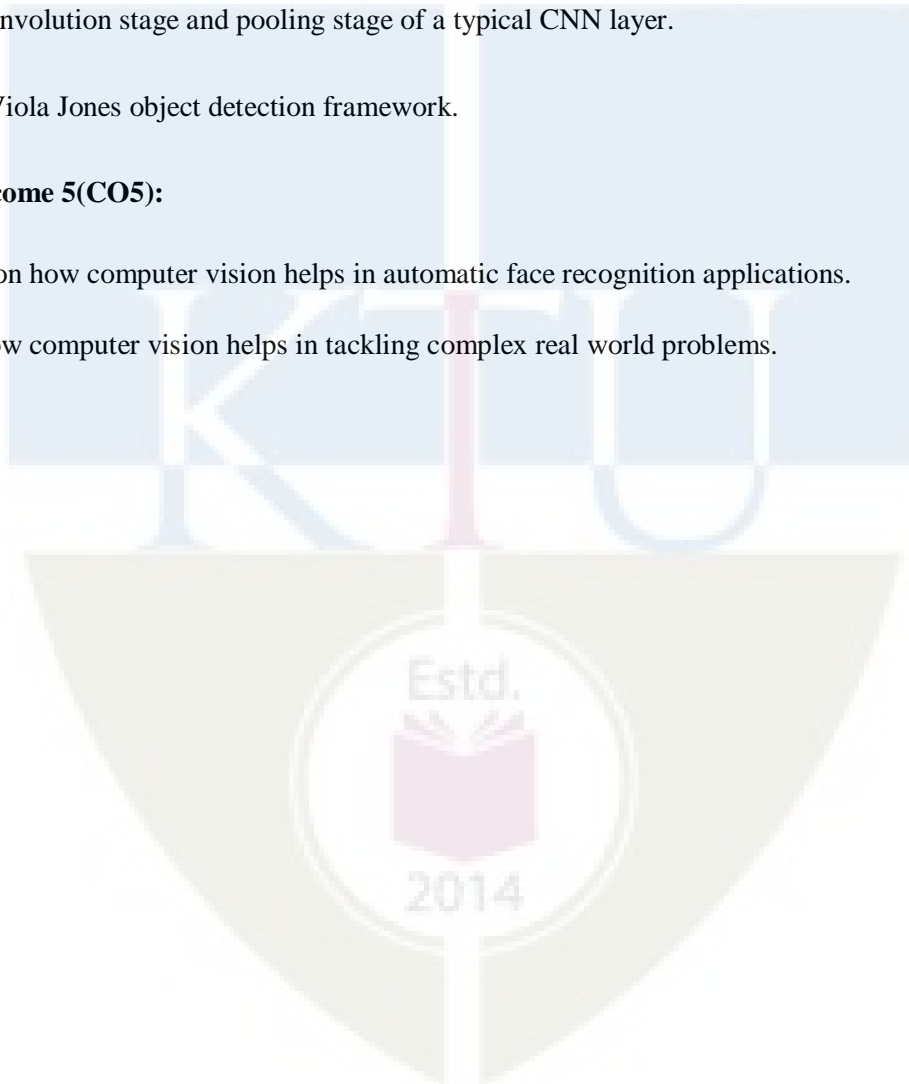 nvolution stage and pooling stage of a typical CNN layer.
Viola Jones object detection framework.
come 5(CO5):
on how computer vision helps in automatic face recognition applications.
ow computer vision helps in tackling complex real world problems.
KTU
Estd.
2014